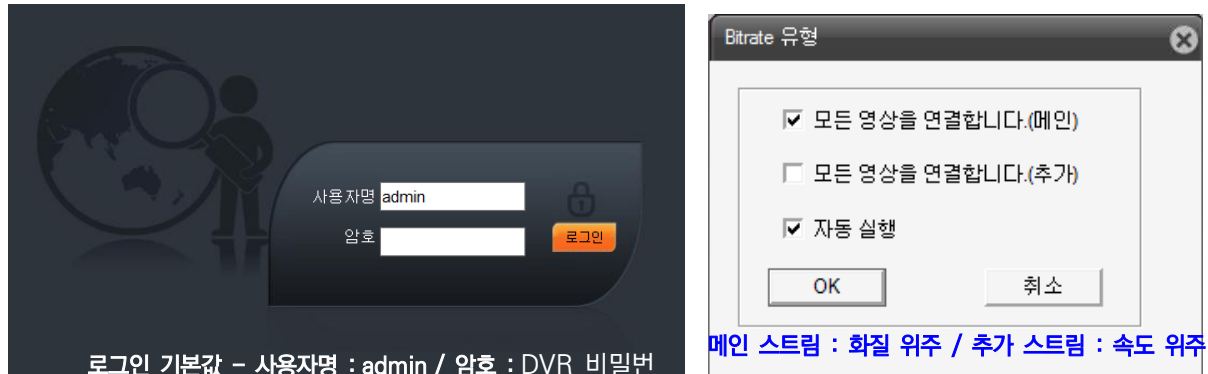 사용자명 admin
암호
로그인
로그인 기본값 - 사용자명 : admin / 암호 : DVR 비밀번
Bitrate 유형
모든 영상을 연결합니다.(메인)
모든 영상을 연결합니다.(추가)
자동 실행
OK 취소
메인 스트림 : 화질 위주 / 추가 스트림 : 속도 위주